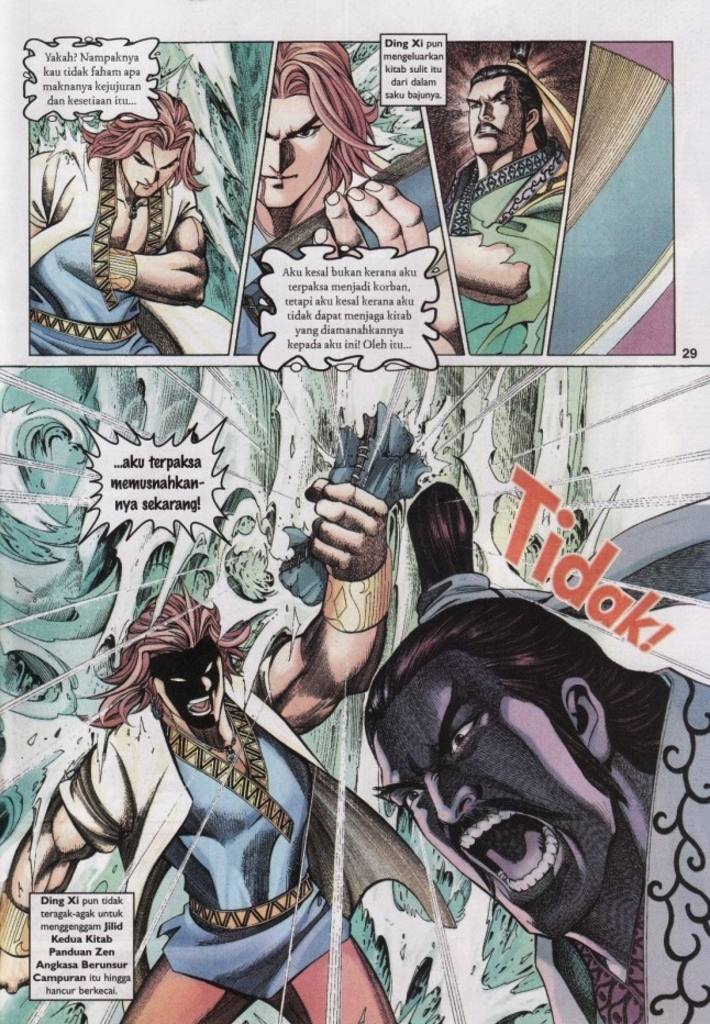 Yakah? Nampaknya
kau tidak faham apa
maknanya kejujuran
dan kesetiaan itu...
Ding Xi pun
mengeluarkan
kitab sulit itu
dari dalam
saku bajunya.
Aku kesal bukan kerana aku
terpaksa menjadi korban,
tetapi aku kesal kerana aku
tidak dapat menjaga kitab
yang diamanahkannya
kepada aku ini! Oleh itu...
29
...aku terpaksa
memusnahkan-
nya sekarang!
Tidak!
Ding Xi pun tidak
teragak-agak untuk
menggenggam Jilid
Kedua Kitab
Panduan Zen
Angkasa Berunsur
Campuran itu hingga
hancur berkecai.